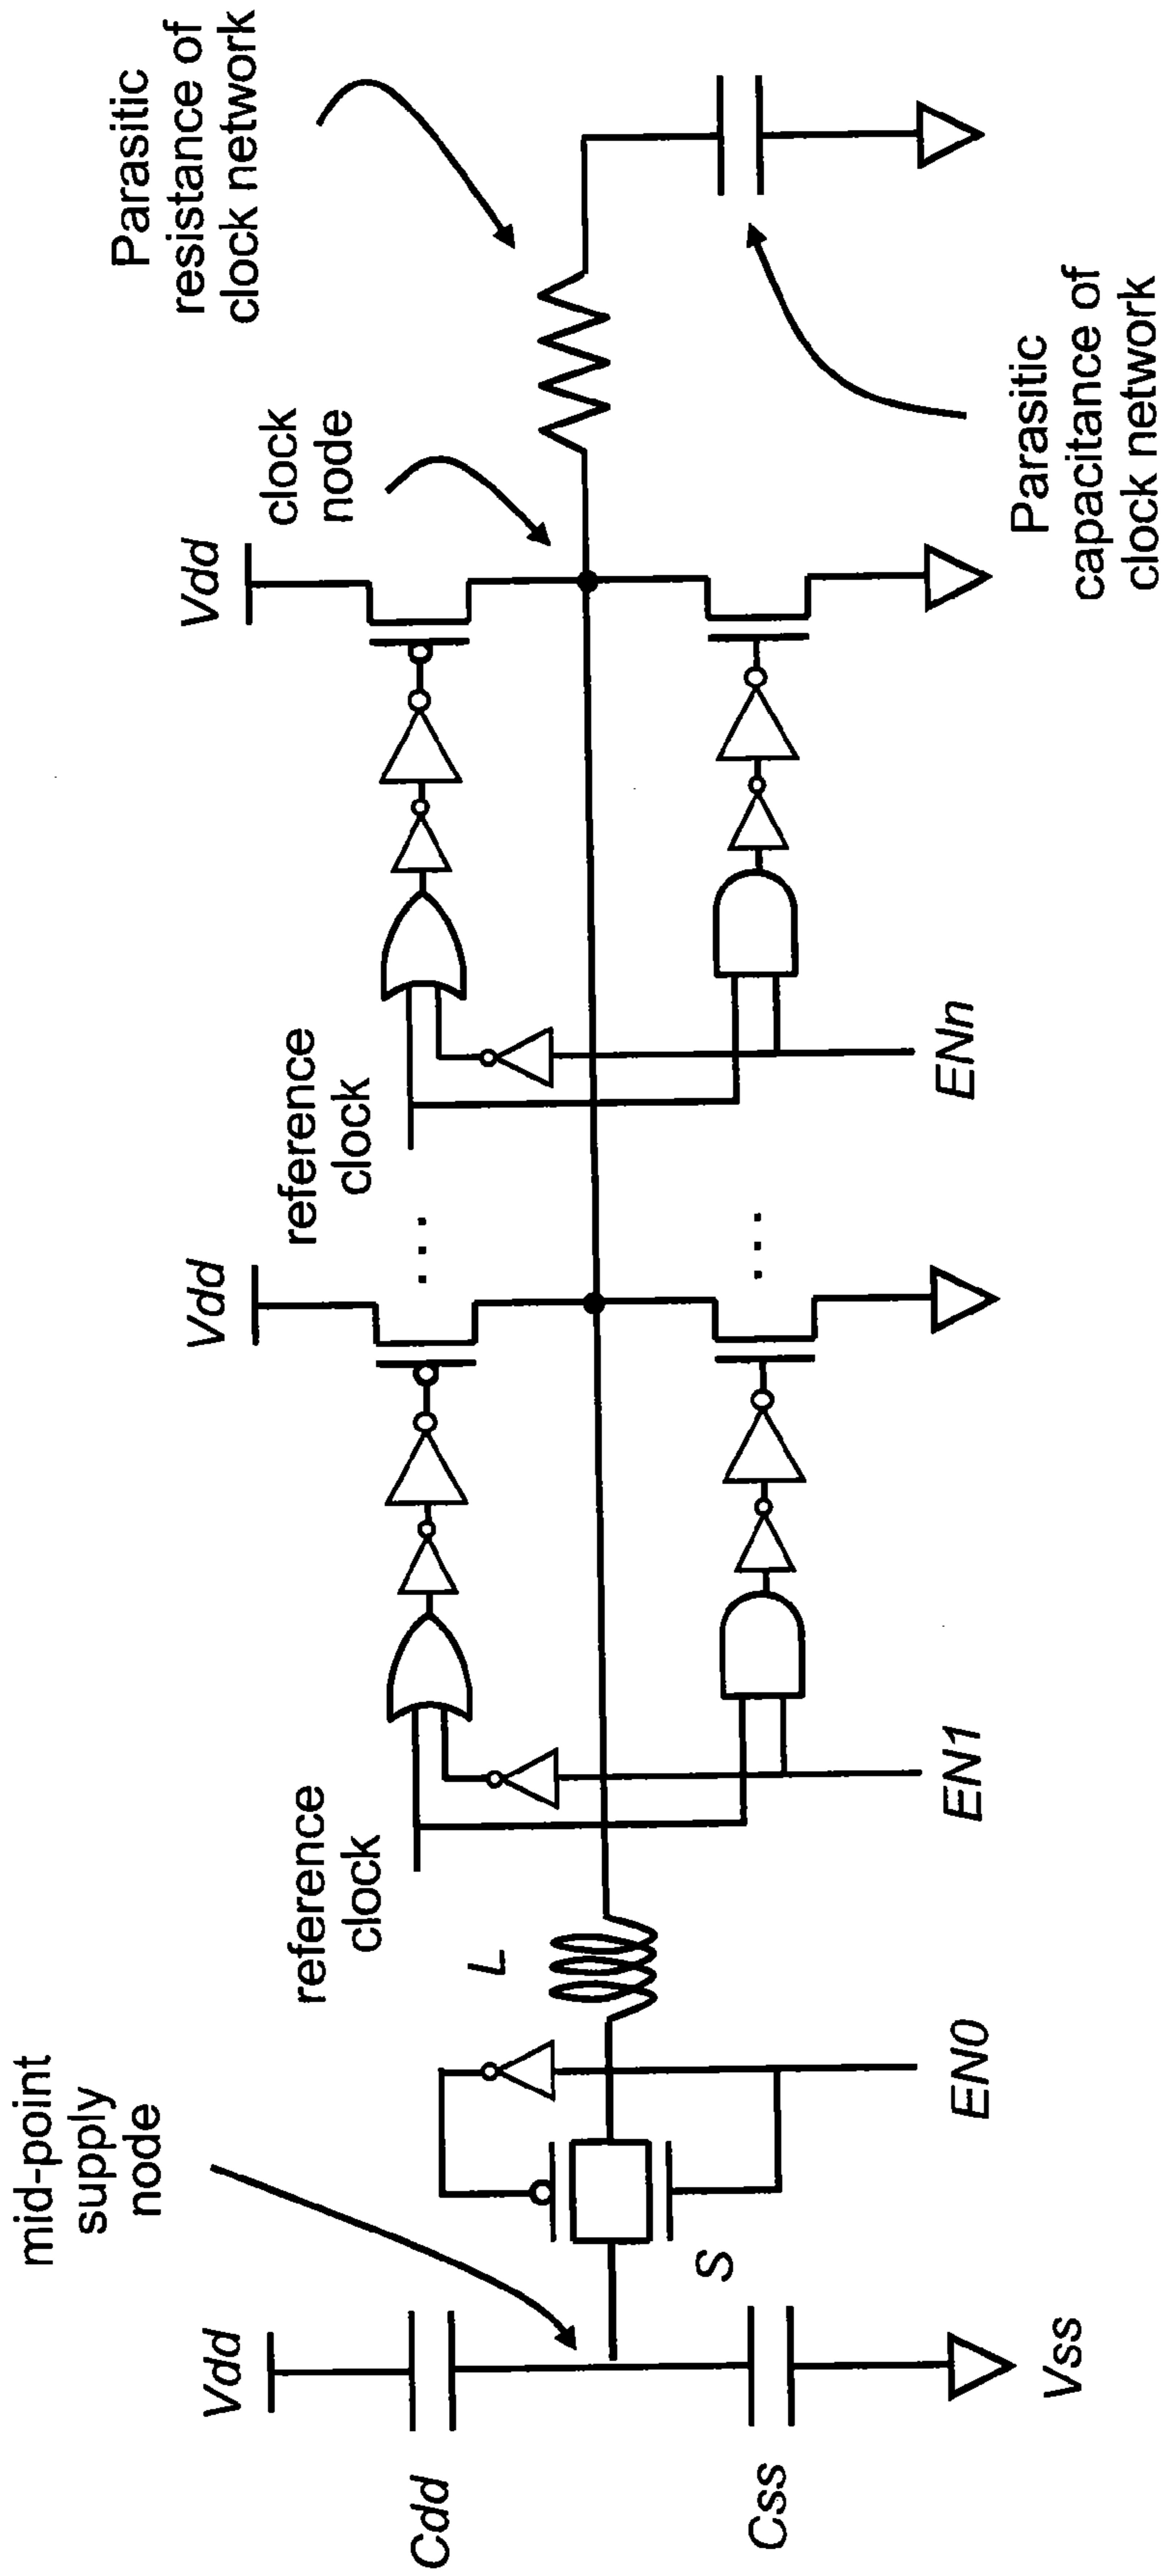 mid-point
supply
node
Vdd
Cdd
Css
Vss
S
EN0
L
reference
clock
EN1
Vdd
...
...
reference
clock
ENn
Vdd
clock
node
Parasitic
resistance of
clock network
Parasitic
capacitance of
clock network